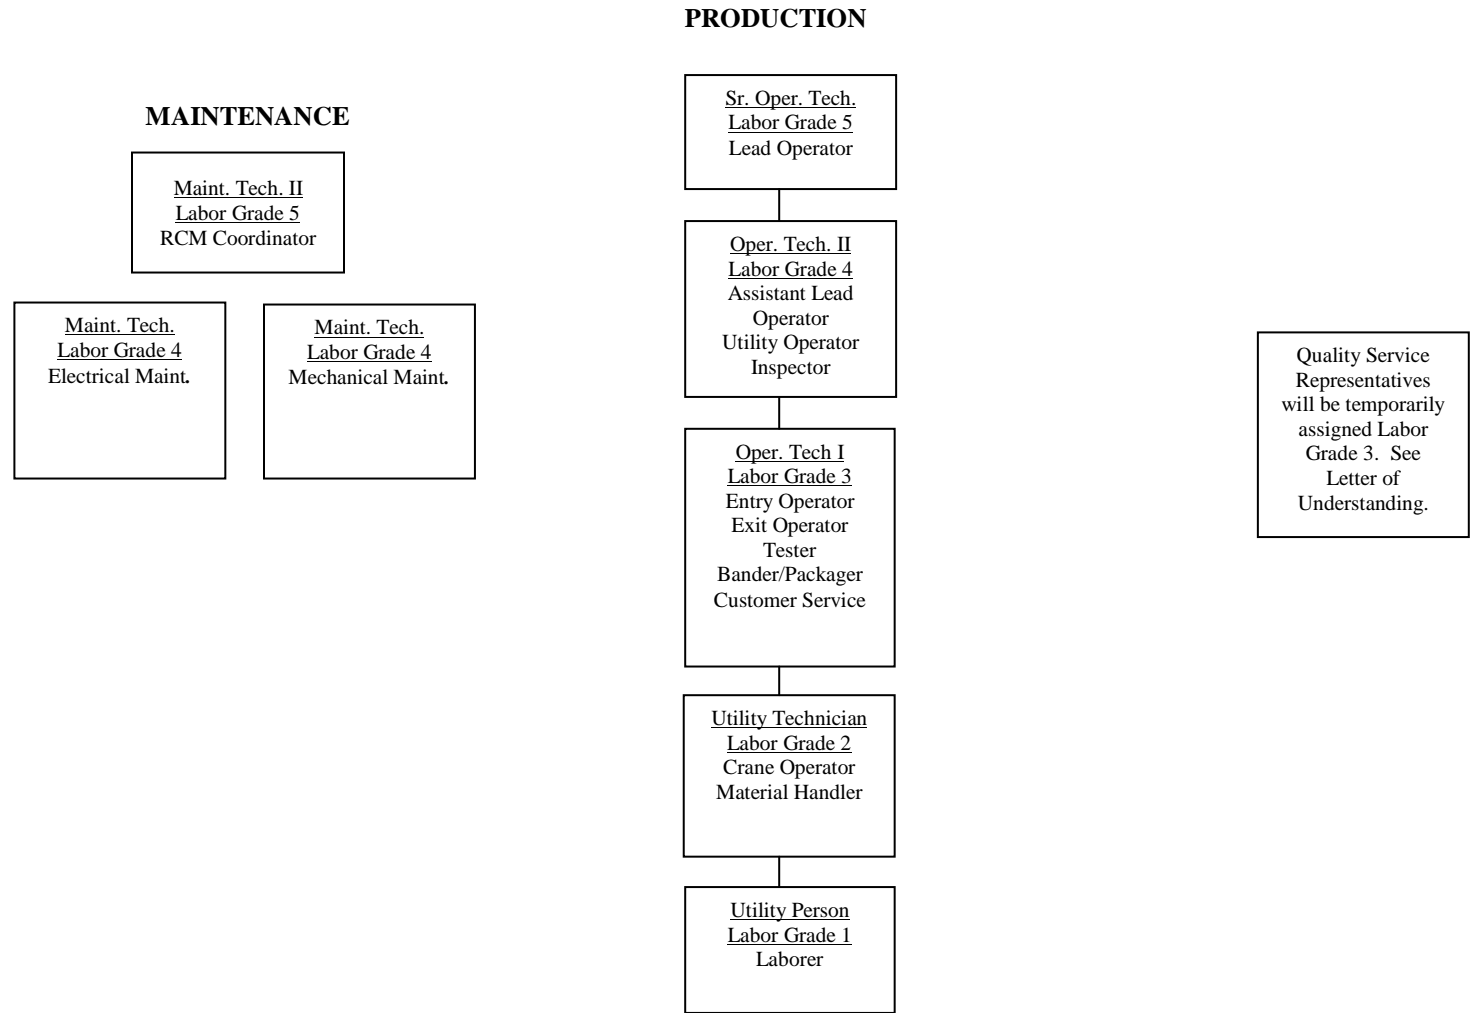 PRODUCTION
MAINTENANCE
Maint. Tech. II
Labor Grade 5
RCM Coordinator
Maint. Tech.
Labor Grade 4
Electrical Maint.
Maint. Tech.
Labor Grade 4
Mechanical Maint.
Sr. Oper. Tech.
Labor Grade 5
Lead Operator
Oper. Tech. II
Labor Grade 4
Assistant Lead
Operator
Utility Operator
Inspector
Oper. Tech I
Labor Grade 3
Entry Operator
Exit Operator
Tester
Bander/Packager
Customer Service
Utility Technician
Labor Grade 2
Crane Operator
Material Handler
Utility Person
Labor Grade 1
Laborer
Quality Service
Representatives
will be temporarily
assigned Labor
Grade 3.  See
Letter of
Understanding.